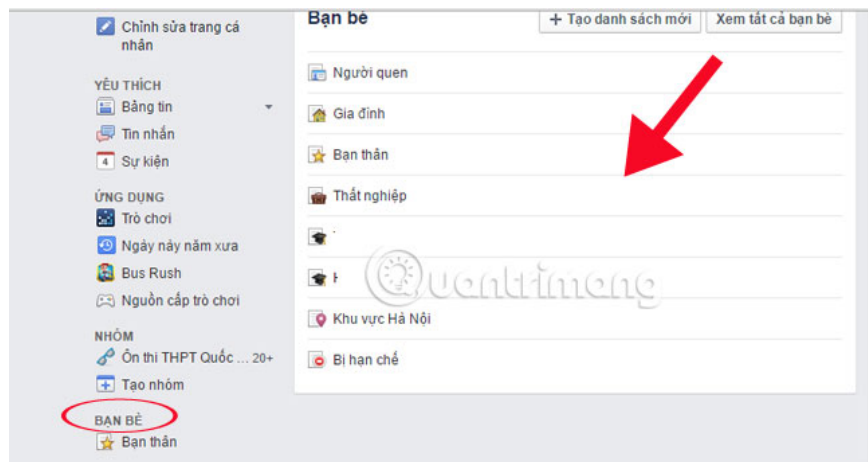 Chỉnh sửa trang cá
nhân
YÊU THÍCH
Bảng tin
Tin nhắn
4 Sự kiện
ỨNG DỤNG
Trò chơi
Ngày này năm xưa
Bus Rush
Nguồn cấp trò chơi
NHÓM
Ôn thi THPT Quốc ... 20+
Tạo nhóm
BẠN BÈ
Bạn thân
Bạn bè
+ Tạo danh sách mới
Xem tất cả bạn bè
Người quen
Gia đình
Bạn thân
Thất nghiệp
Khu vực Hà Nội
Bị hạn chế
Quantrimang